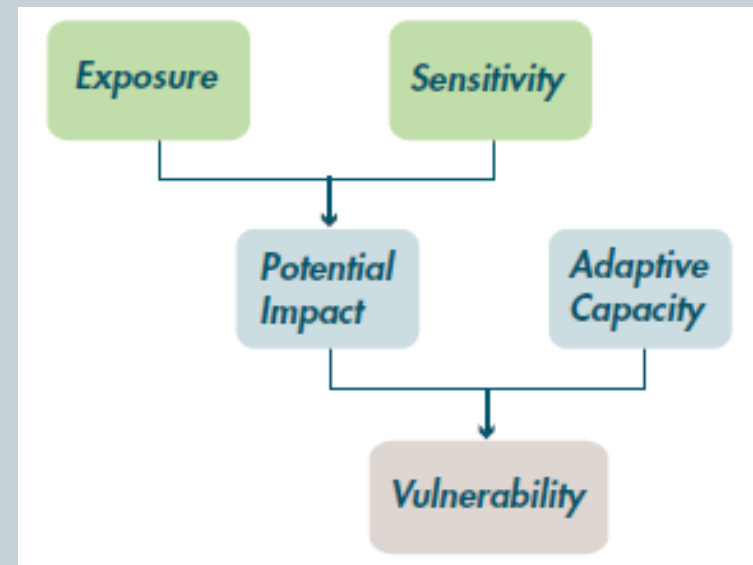 Exposure
Sensitivity
Potential
Impact
Adaptive
Capacity
Vulnerability